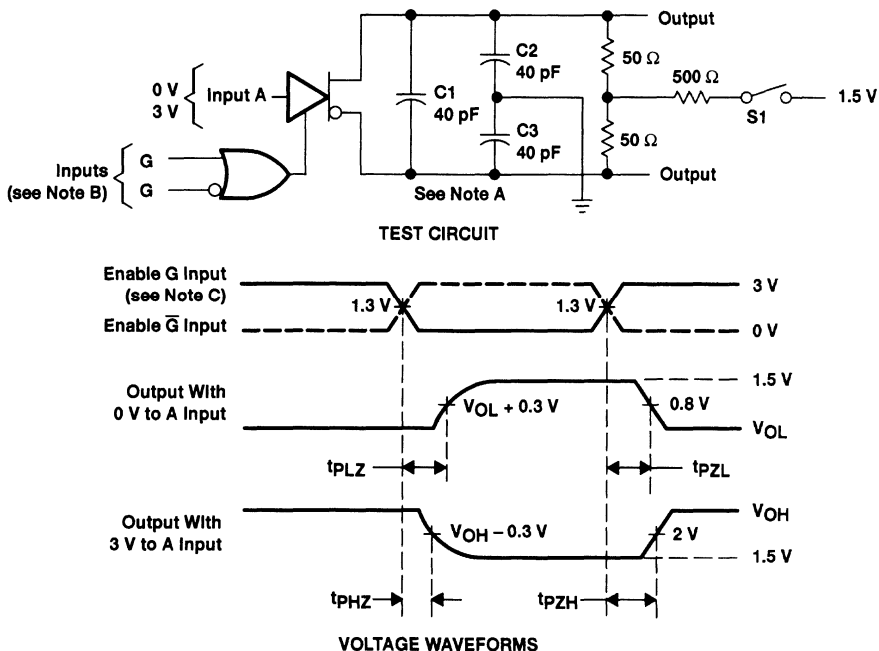 Output
C2
40 pF
50 Ω
0 V
3 V
Input A
C1
40 pF
500 Ω
S1
1.5 V
C3
40 pF
50 Ω
Inputs
(see Note B)
G
G
See Note A
Output
TEST CIRCUIT
Enable G Input
(see Note C)
1.3 V
1.3 V
3 V
Enable G̅ Input
0 V
Output With
0 V to A Input
1.5 V
VOL + 0.3 V
0.8 V
VOL
tPLZ
tPZL
Output With
3 V to A Input
VOH
VOH – 0.3 V
2 V
1.5 V
tPHZ
tPZH
VOLTAGE WAVEFORMS